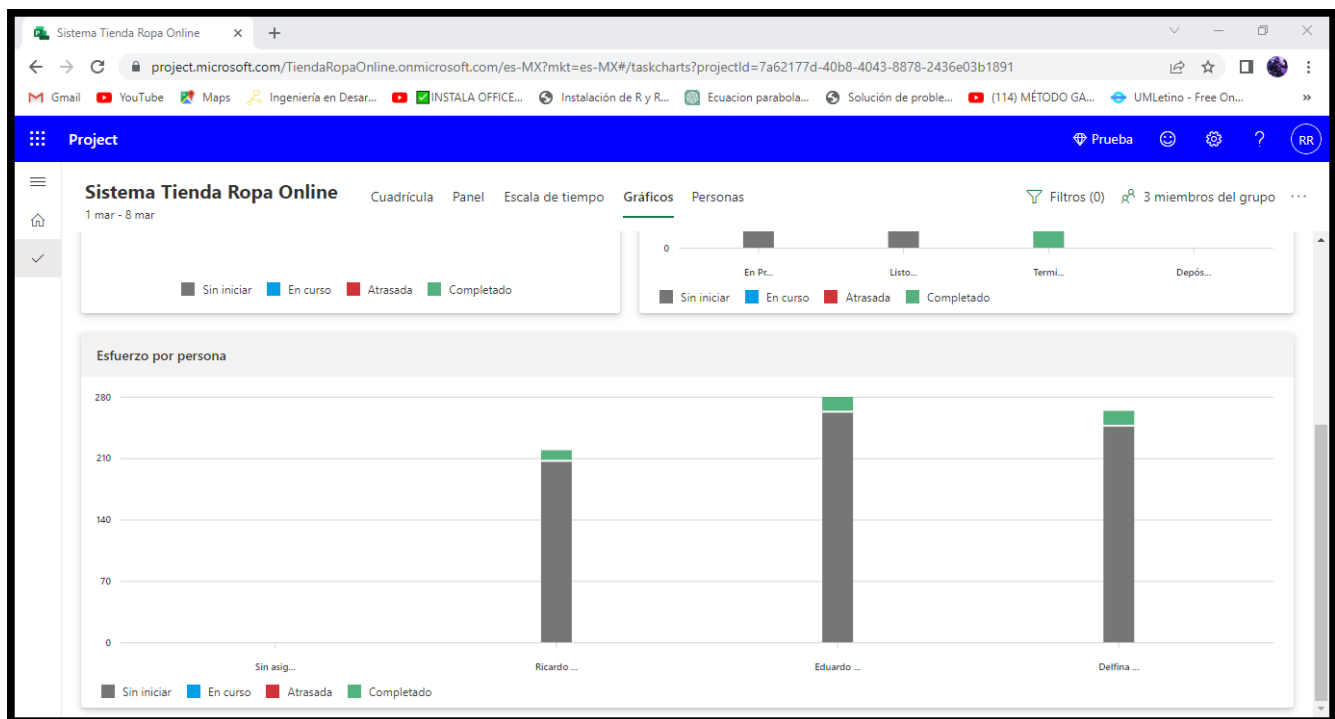 Sistema Tienda Ropa Online
project.microsoft.com/TiendaRopaOnline.onmicrosoft.com/es-MX?mkt=es-MX#/taskcharts?projectId=7a62177d-40b8-4043-8878-2436e03b1891
Gmail YouTube Maps Ingeniería en Desar... INSTALA OFFICE... Instalación de R y R... Ecuacion parabola... Solución de proble... (114) MÉTODO GA... UMLetino - Free On... »
Project Prueba ? RR
Sistema Tienda Ropa Online Cuadrícula Panel Escala de tiempo Gráficos Personas Filtros (0) 3 miembros del grupo ...
1 mar - 8 mar
0
En Pr... Listo... Termi... Depós...
Sin iniciar En curso Atrasada Completado
Sin iniciar En curso Atrasada Completado
Esfuerzo por persona
280
210
140
70
0
Sin asig... Ricardo ... Eduardo ... Delfina ...
Sin iniciar En curso Atrasada Completado